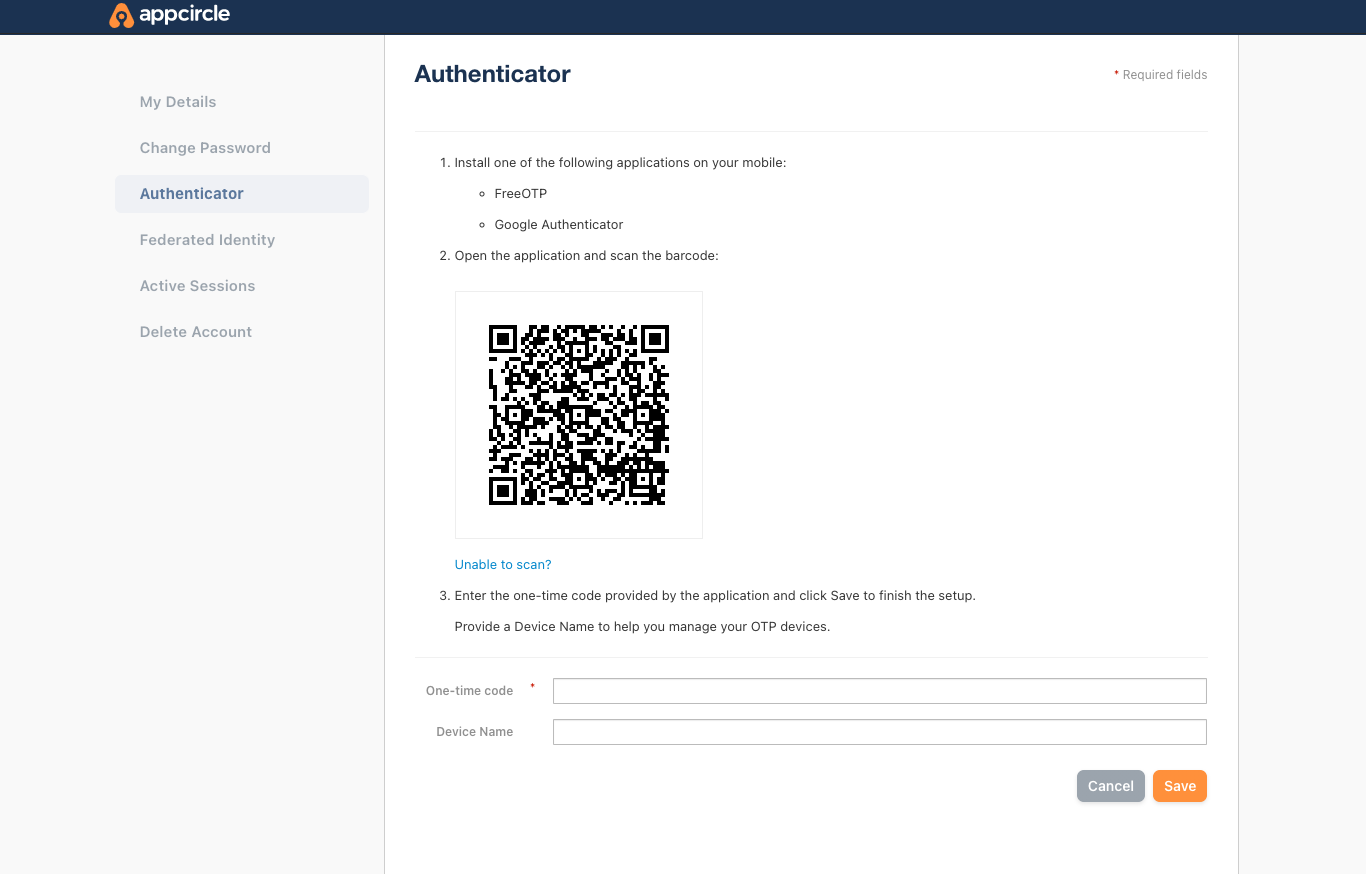 appcircle
Authenticator
* Required fields
My Details
Change Password
Authenticator
Federated Identity
Active Sessions
Delete Account
1. Install one of the following applications on your mobile:
FreeOTP
Google Authenticator
2. Open the application and scan the barcode:
Unable to scan?
3. Enter the one-time code provided by the application and click Save to finish the setup.
Provide a Device Name to help you manage your OTP devices.
One-time code *
Device Name
Cancel Save